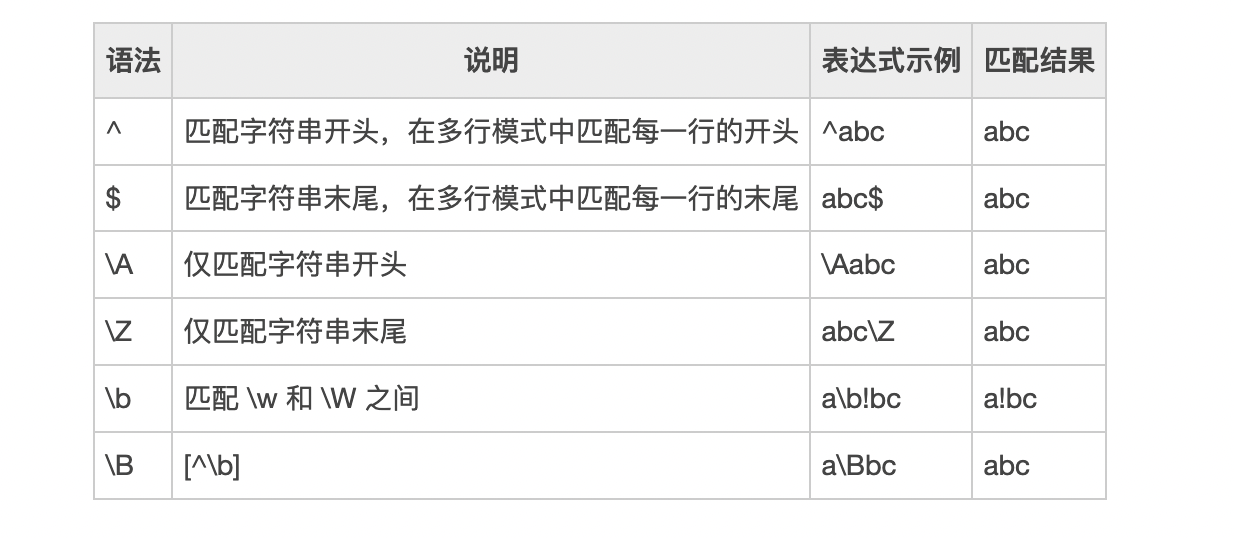 语法 说明 表达式示例 匹配结果
^ 匹配字符串开头，在多行模式中匹配每一行的开头 ^abc abc
$ 匹配字符串末尾，在多行模式中匹配每一行的末尾 abc$ abc
\A 仅匹配字符串开头 \Aabc abc
\Z 仅匹配字符串末尾 abc\Z abc
\b 匹配 \w 和 \W 之间 a\b!bc a!bc
\B [^\b] a\Bbc abc